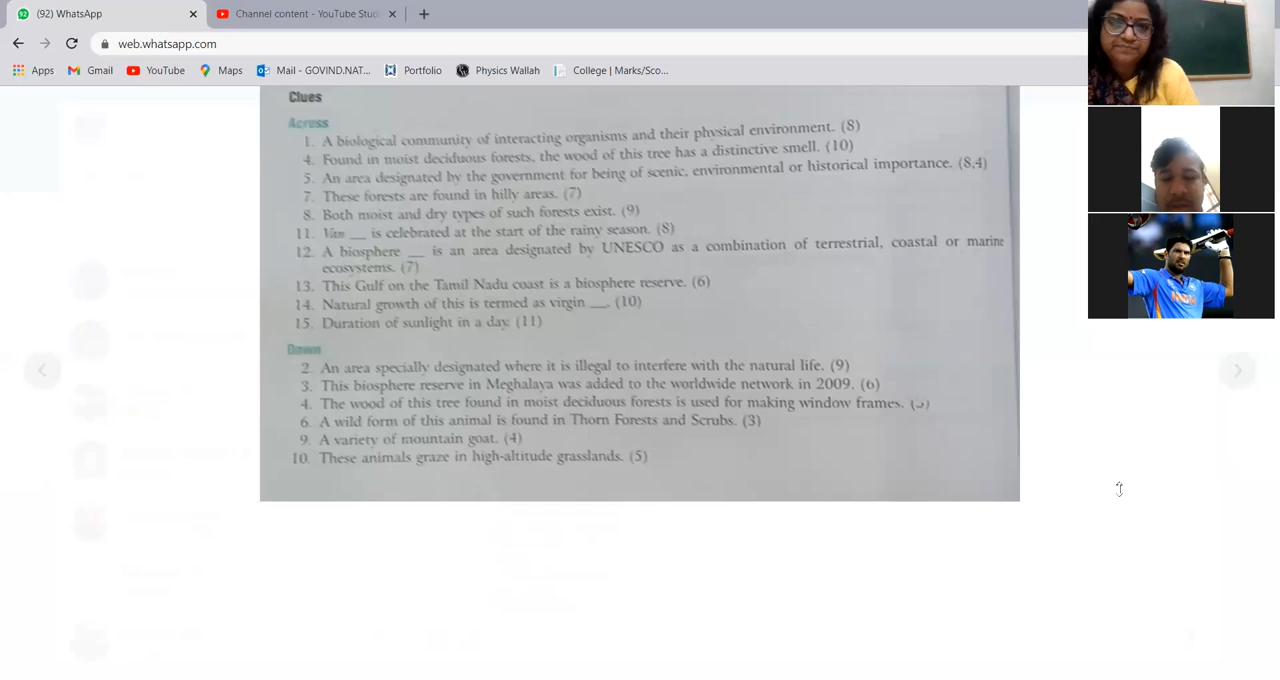 (92) WhatsApp
Channel content - YouTube Stud
web.whatsapp.com
Apps
Gmail
YouTube
Maps
Mail - GOVIND.NAT...
Portfolio
Physics Wallah
College | Marks/Sco...
Clues
Across
1. A biological community of interacting organisms and their physical environment. (8)
4. Found in moist deciduous forests, the wood of this tree has a distinctive smell. (10)
5. An area designated by the government for being of scenic, environmental or historical importance. (8,4)
7. These forests are found in hilly areas. (7)
8. Both moist and dry types of such forests exist. (9)
11. Van __ is celebrated at the start of the rainy season. (8)
12. A biosphere __ is an area designated by UNESCO as a combination of terrestrial, coastal or marine
ecosystems. (7)
13. This Gulf on the Tamil Nadu coast is a biosphere reserve. (6)
14. Natural growth of this is termed as virgin __. (10)
15. Duration of sunlight in a day. (11)
Down
2. An area specially designated where it is illegal to interfere with the natural life. (9)
3. This biosphere reserve in Meghalaya was added to the worldwide network in 2009. (6)
4. The wood of this tree found in moist deciduous forests is used for making window frames.
6. A wild form of this animal is found in Thorn Forests and Scrubs. (3)
9. A variety of mountain goat. (4)
10. These animals graze in high-altitude grasslands. (5)